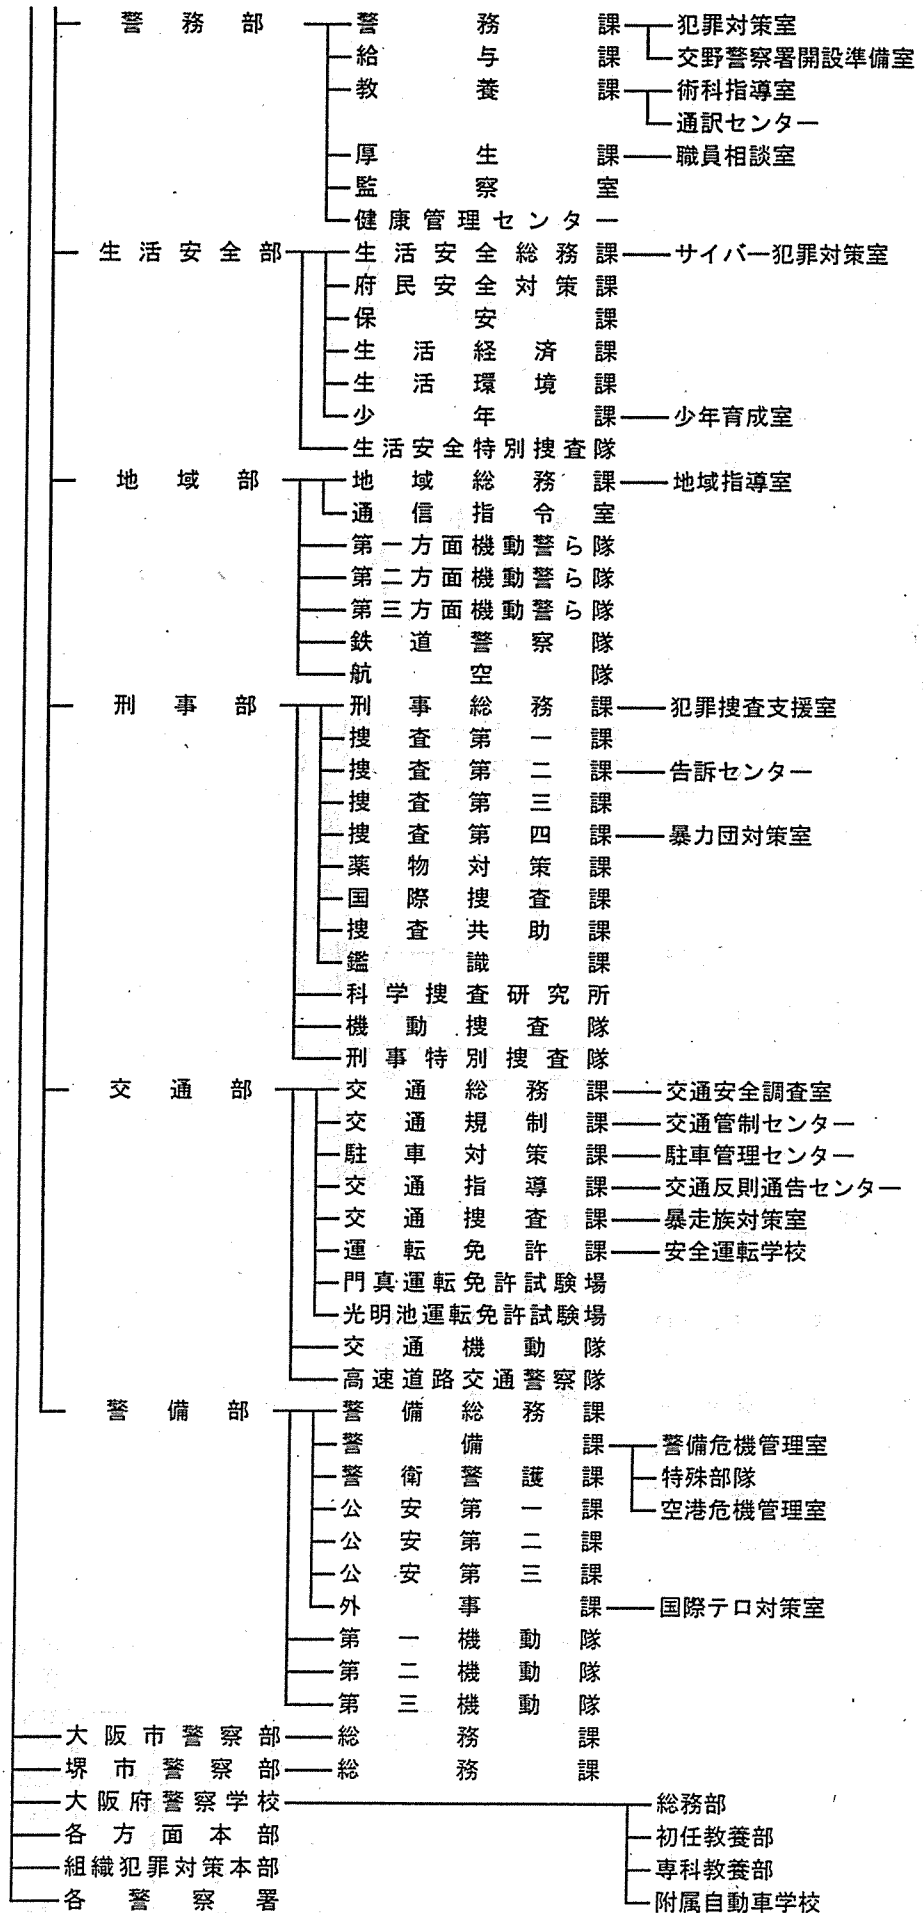 警務部 警務課 犯罪対策室
給与課 交野警察署開設準備室
教養課 術科指導室
通訳センター
厚生課 職員相談室
監察室
健康管理センター
生活安全部 生活安全総務課 サイバー犯罪対策室
府民安全対策課
保安課
生活経済課
生活環境課
少年課 少年育成室
生活安全特別捜査隊
地域部 地域総務課 地域指導室
通信指令室
第一方面機動警ら隊
第二方面機動警ら隊
第三方面機動警ら隊
鉄道警察隊
航空隊
刑事部 刑事総務課 犯罪捜査支援室
捜査第一課
捜査第二課 告訴センター
捜査第三課
捜査第四課 暴力団対策室
薬物対策課
国際捜査課
捜査共助課
鑑識課
科学捜査研究所
機動捜査隊
刑事特別捜査隊
交通部 交通総務課 交通安全調査室
交通規制課 交通管制センター
駐車対策課 駐車管理センター
交通指導課 交通反則通告センター
交通捜査課 暴走族対策室
運転免許課 安全運転学校
門真運転免許試験場
光明池運転免許試験場
交通機動隊
高速道路交通警察隊
警備部 警備総務課
警備課 警備危機管理室
警衛警護課 特殊部隊
公安第一課 空港危機管理室
公安第二課
公安第三課
外事課 国際テロ対策室
第一機動隊
第二機動隊
第三機動隊
大阪市警察部 総務課
堺市警察部 総務課
大阪府警察学校 総務部
各方面本部 初任教養部
組織犯罪対策本部 専科教養部
各警察署 附属自動車学校